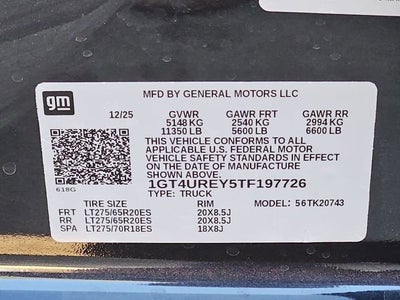 gm
MFD BY GENERAL MOTORS LLC
12/25 GVWR GAWR FRT GAWR RR
5148 KG 2540 KG 2994 KG
11350 LB 5600 LB 6600 LB
THIS VEHICLE CONFORMS TO ALL
APPLICABLE U.S. FEDERAL MOTOR
VEHICLE SAFETY STANDARDS IN EFFECT
ON THE DATE OF MANUFACTURE
SHOWN ABOVE.
618G 1GT4UREY5TF197726
TYPE: TRUCK
TIRE SIZE RIM MODEL: 56TK20743
FRT LT275/65R20ES 20X8.5J
RR LT275/65R20ES 20X8.5J
SPA LT275/70R18ES 18X8J